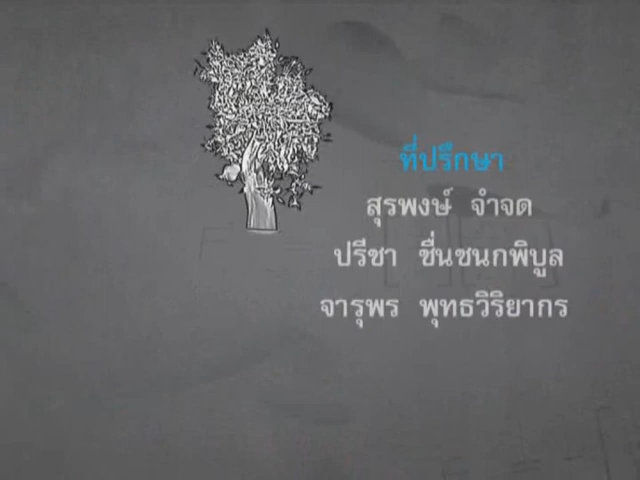 ที่ปรึกษา
สุรพงษ์ จำจด
ปรีชา ชื่นชนกพิบูล
จารุพร พุทธวิริยากร